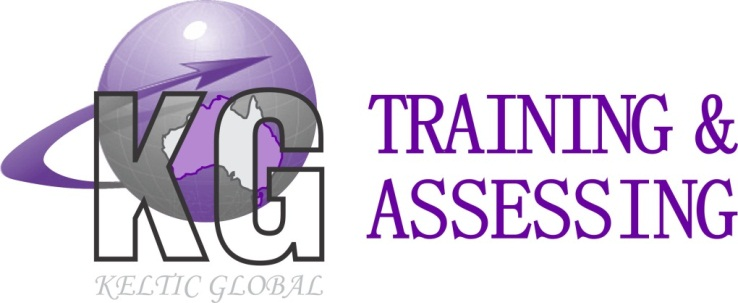 KG
KELTIC GLOBAL
TRAINING &
ASSESSING